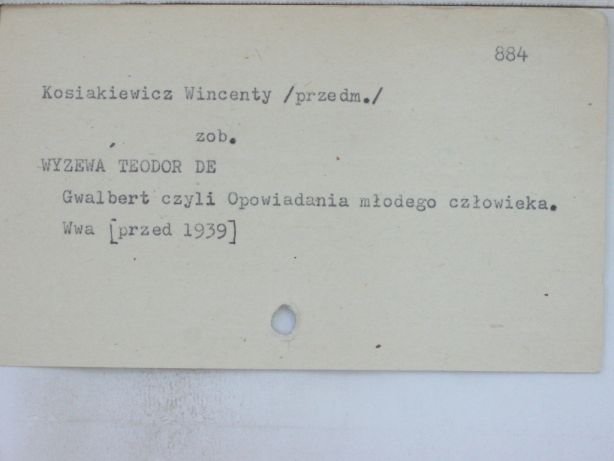 884
Kosiakiewicz Wincenty /przedm./
zob.
WYZEWA TEODOR DE
Gwalbert czyli Opowiadania młodego człowieka.
Wwa [przed 1939]